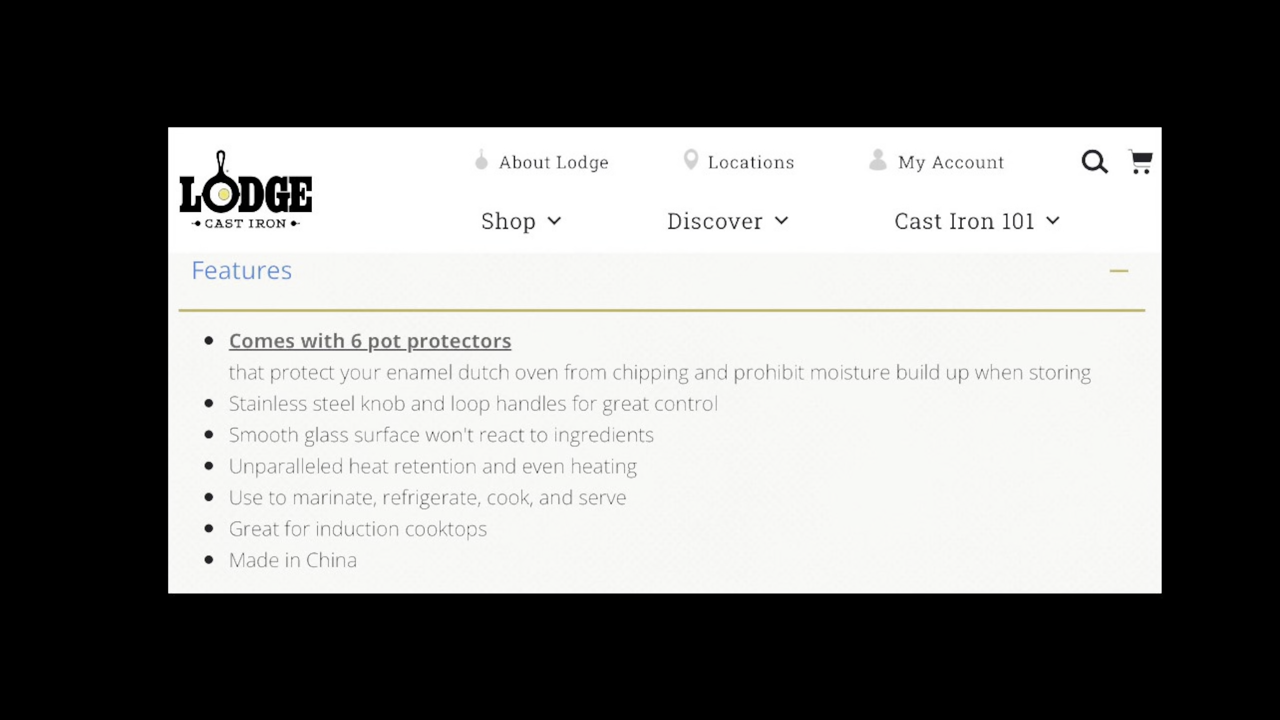 About Lodge
Locations
My Account
LODGE
CAST IRON
Shop
Discover
Cast Iron 101
Features
Comes with 6 pot protectors
that protect your enamel dutch oven from chipping and prohibit moisture build up when storing
Stainless steel knob and loop handles for great control
Smooth glass surface won't react to ingredients
Unparalleled heat retention and even heating
Use to marinate, refrigerate, cook, and serve
Great for induction cooktops
Made in China